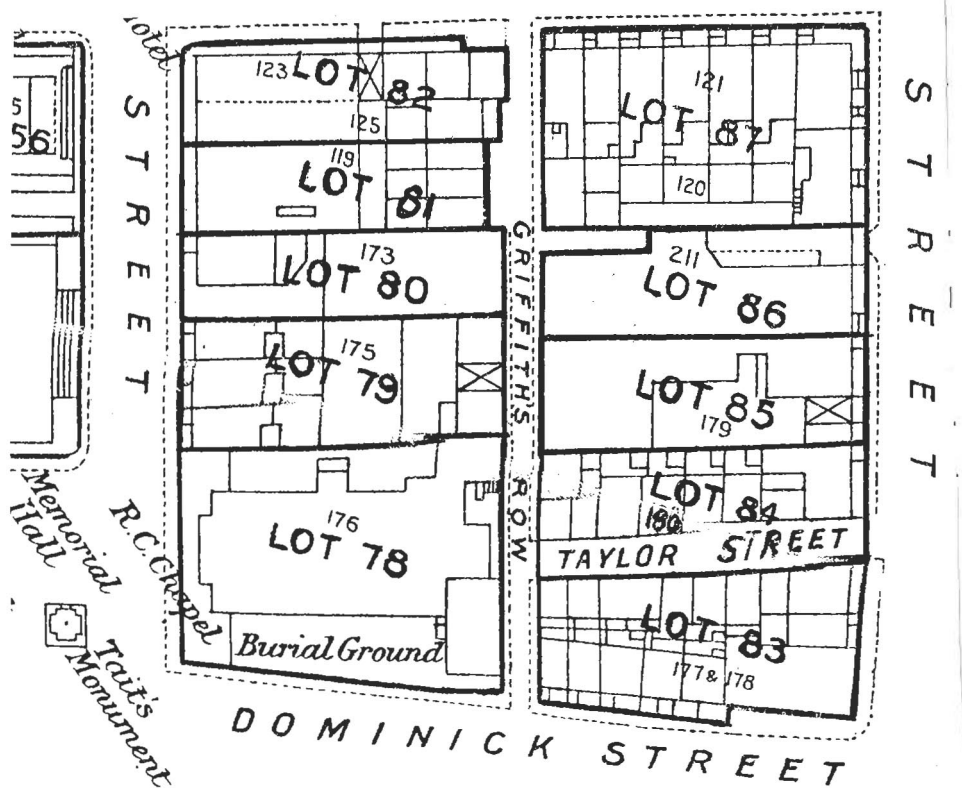 Hotel
56
STREET
123
LOT 82
125
119
LOT 81
173
LOT 80
175
LOT 79
176
LOT 78
Burial Ground
R.C. Chapel
Memorial
Hall
Tait's
Monument
GRIFFITH'S ROW
121
LOT 87
120
211
LOT 86
LOT 85
179
LOT 84
180
TAYLOR STREET
LOT 83
177 & 178
STREET
DOMINICK STREET